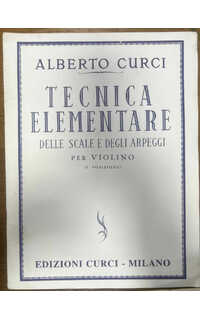 ALBERTO CURCI
TECNICA
ELEMENTARE
DELLE SCALE E DEGLI ARPEGGI
PER VIOLINO
EDIZIONI CURCI - MILANO